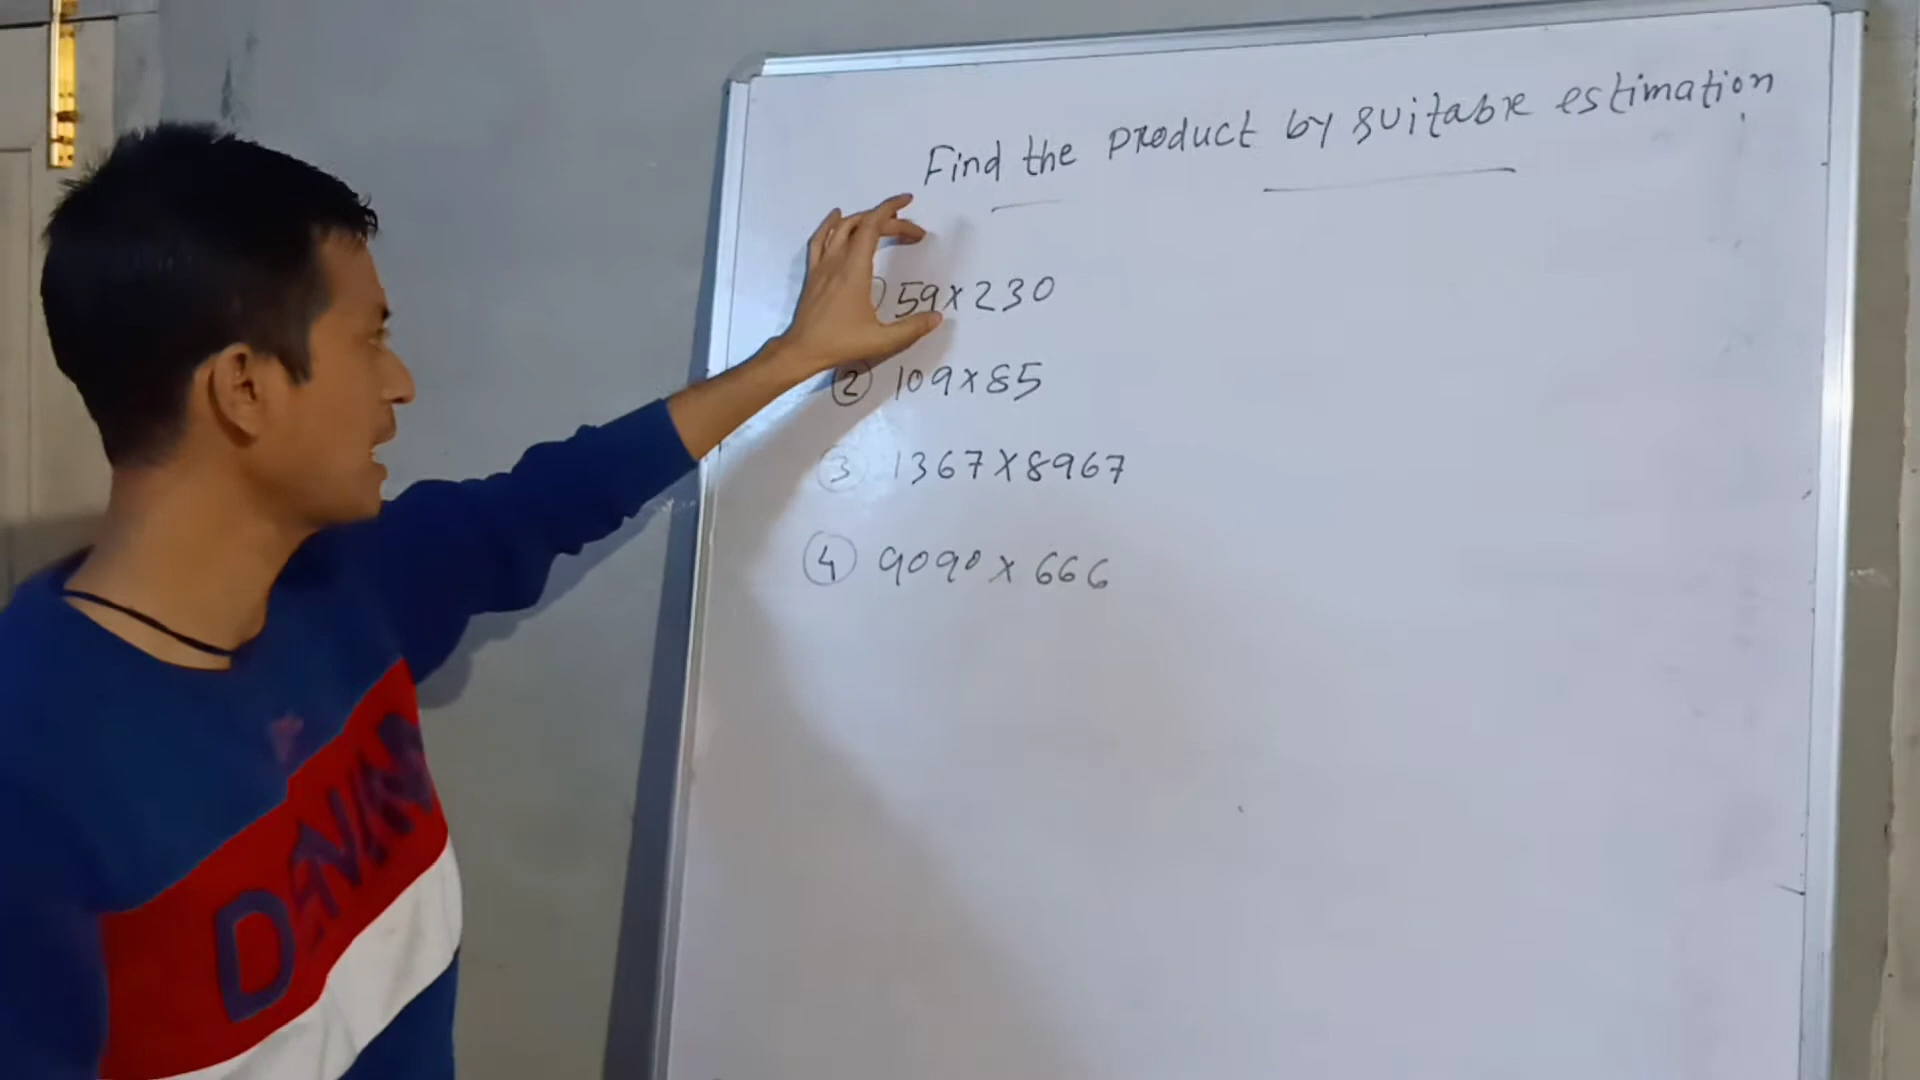 Find the product by suitable estimation
59x230
② 109x85
③ 1367x8967
④ 9090x666